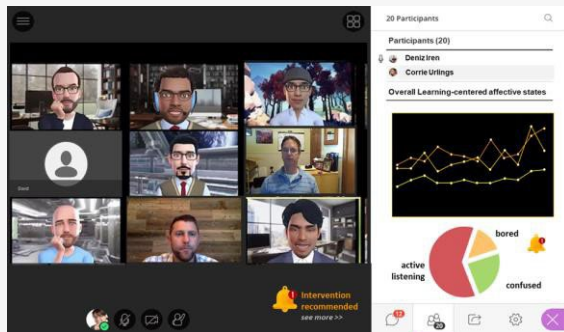 20 Participants
Participants (20)
Deniz Iren
Corrie Urlings
Overall Learning-centered affective states
bored
active
listening
confused
Intervention
recommended
see more >>
12
20